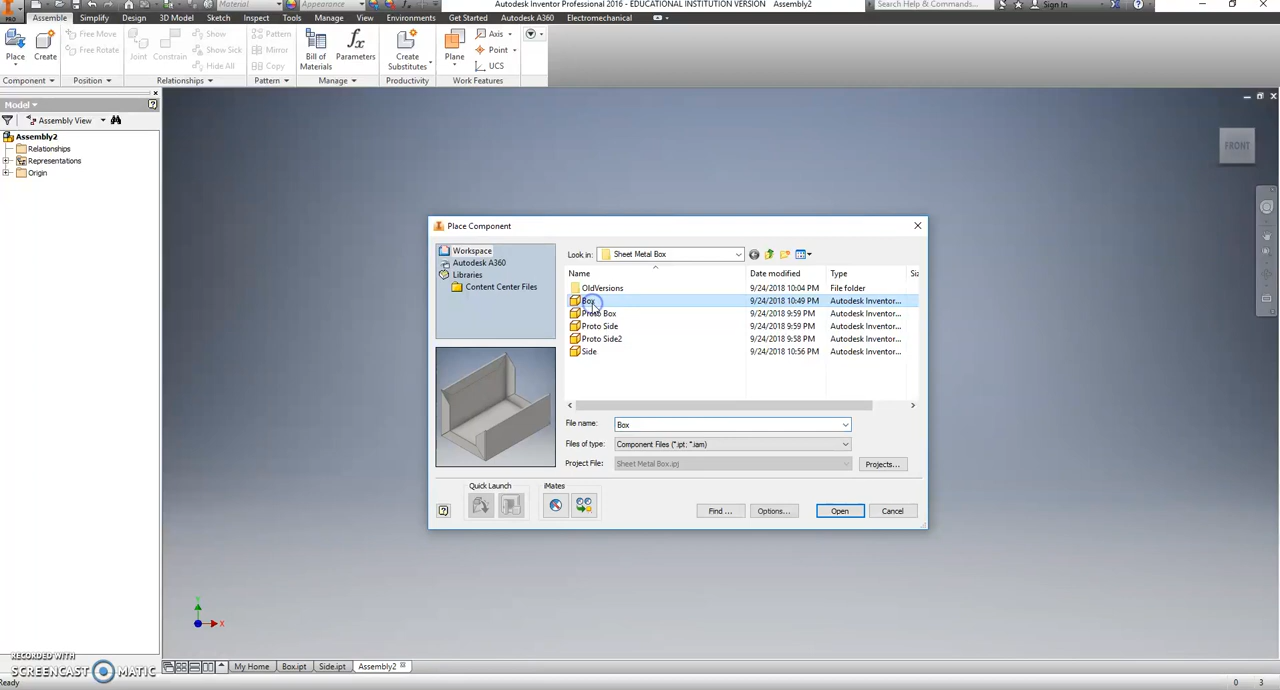 Material
Appearance
Autodesk Inventor Professional 2016 - EDUCATIONAL INSTITUTION VERSION Assembly2
Search Help & Commands...
Sign In
PRO
Assemble Simplify Design 3D Model Sketch Inspect Tools Manage View Environments Get Started Autodesk A360 Electromechanical
Place
Create
Free Move
Free Rotate
Joint
Constrain
Show
Show Sick
Hide All
Pattern
Mirror
Copy
Bill of
Materials
Parameters
Create
Substitutes
Plane
Axis
Point
UCS
Component Position Relationships Pattern Manage Productivity Work Features
Model
Assembly View
Assembly2
Relationships
Representations
Origin
FRONT
Place Component
Workspace
Autodesk A360
Libraries
Content Center Files
Look in: Sheet Metal Box
Name Date modified Type
OldVersions 9/24/2018 10:04 PM File folder
Box 9/24/2018 10:49 PM Autodesk Inventor...
Proto Box 9/24/2018 9:59 PM Autodesk Inventor...
Proto Side 9/24/2018 9:59 PM Autodesk Inventor...
Proto Side2 9/24/2018 9:58 PM Autodesk Inventor...
Side 9/24/2018 10:56 PM Autodesk Inventor...
File name: Box
Files of type: Component Files (*.ipt; *.iam)
Project File: Sheet Metal Box.ipj
Projects...
Quick Launch
iMates
Find ...
Options...
Open
Cancel
Y
X
RECORDED WITH
SCREENCAST MATIC
My Home Box.ipt Side.ipt Assembly2
Ready
0 3